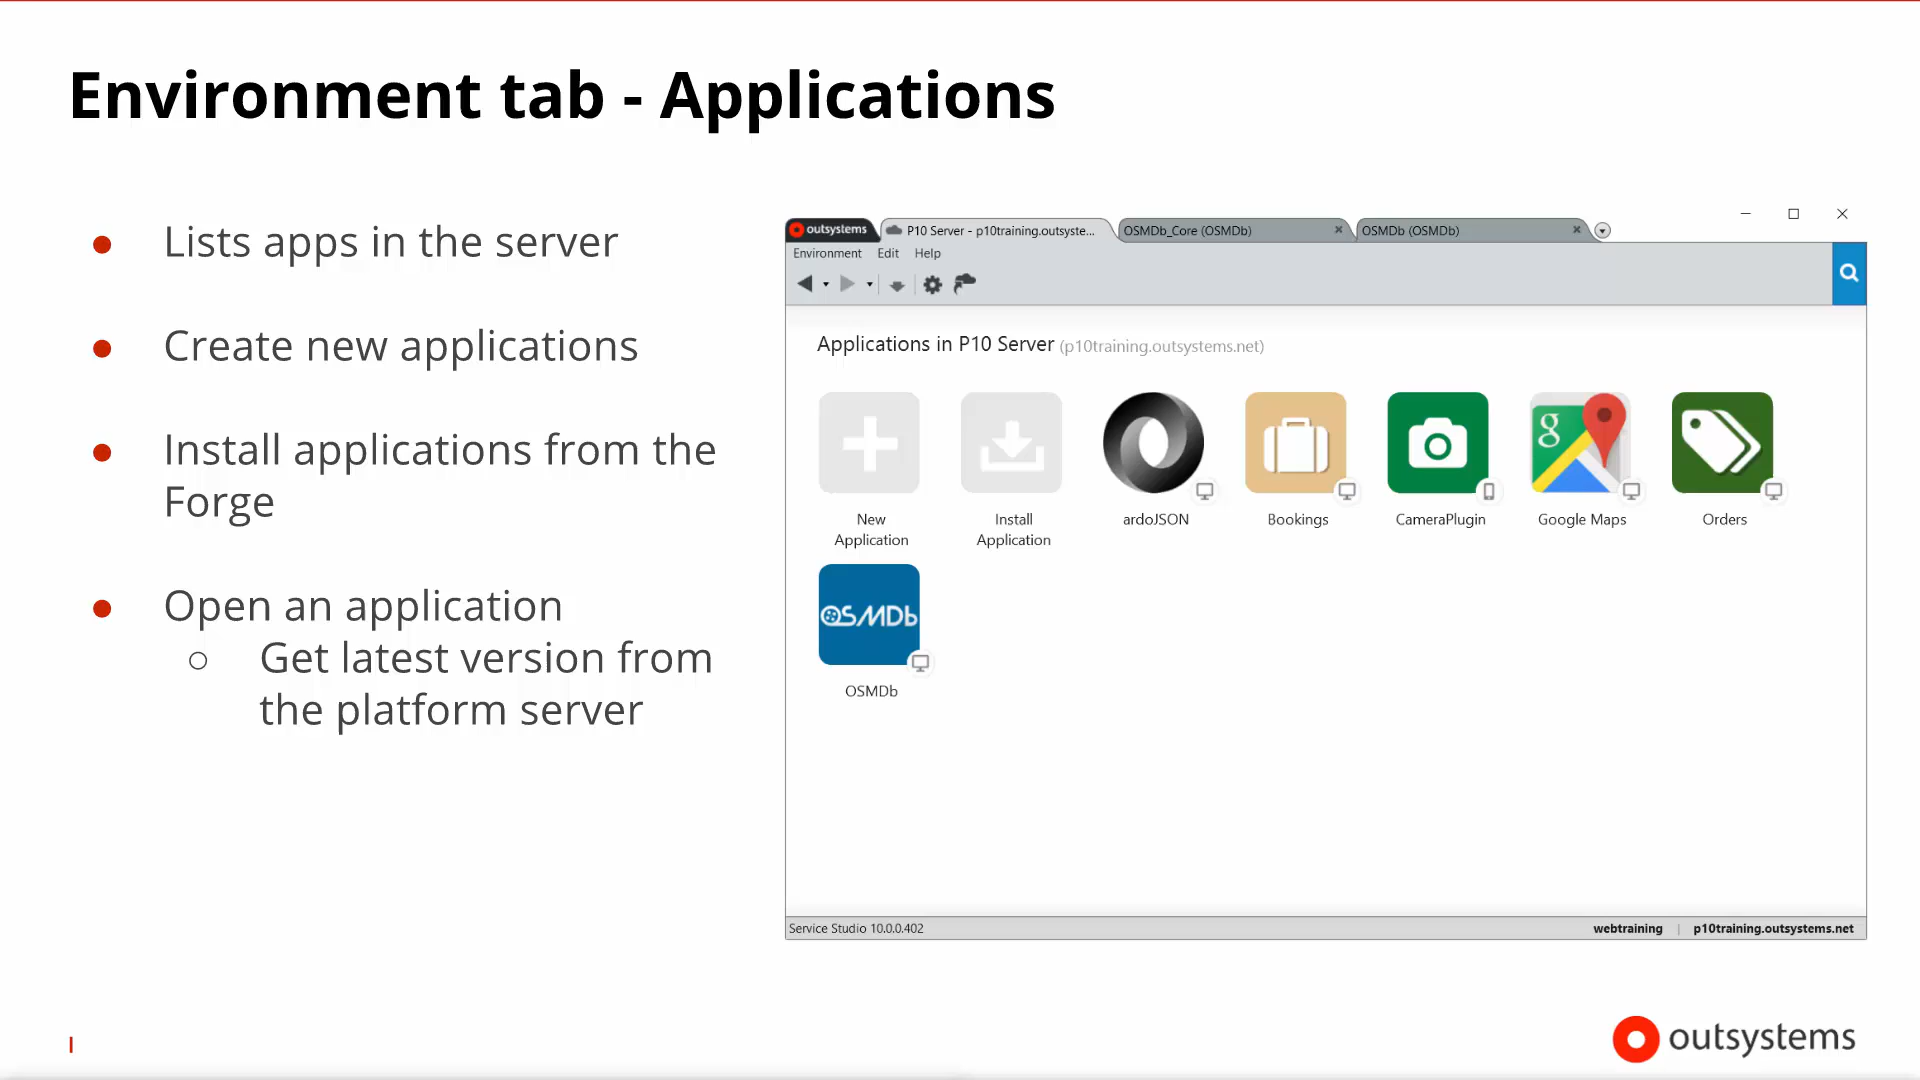 Environment tab - Applications
● Lists apps in the server
● Create new applications
● Install applications from the
Forge
● Open an application
○ Get latest version from
the platform server
outsystems
P10 Server - p10training.outsyste...
OSMDb_Core (OSMDb)
OSMDb (OSMDb)
Environment Edit Help
Applications in P10 Server (p10training.outsystems.net)
New
Application
Install
Application
ardoJSON
Bookings
CameraPlugin
g
Google Maps
Orders
OSMDb
OSMDb
Service Studio 10.0.0.402
webtraining | p10training.outsystems.net
outsystems